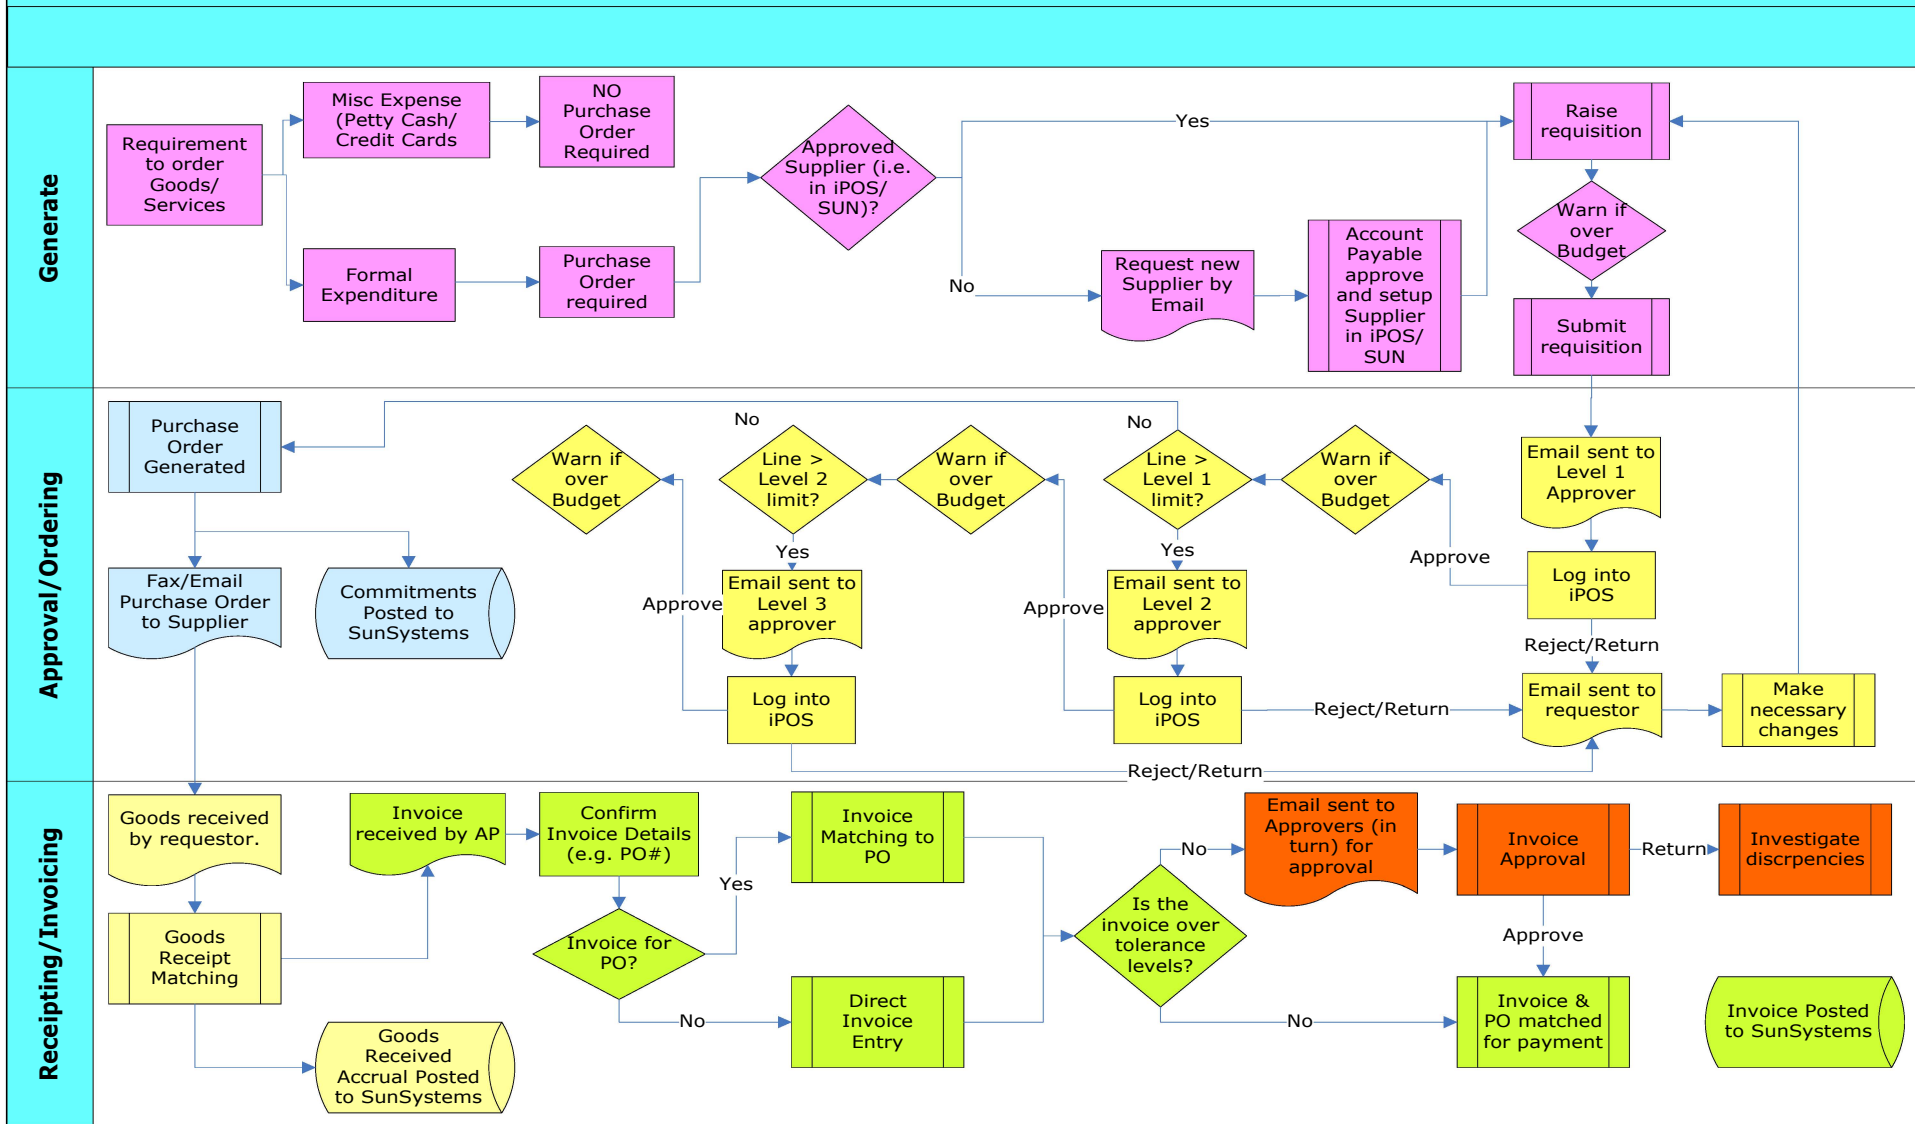 Generate
Requirement
to order
Goods/
Services
Misc Expense
(Petty Cash/
Credit Cards
NO
Purchase
Order
Required
Formal
Expenditure
Purchase
Order
required
Approved
Supplier (i.e.
in iPOS/
SUN)?
Yes
No
Request new
Supplier by
Email
Account
Payable
approve
and setup
Supplier
in iPOS/
SUN
Raise
requisition
Warn if
over
Budget
Submit
requisition
Approval/Ordering
Purchase
Order
Generated
Fax/Email
Purchase Order
to Supplier
Commitments
Posted to
SunSystems
Warn if
over
Budget
No
Line >
Level 2
limit?
Yes
Approve
Email sent to
Level 3
approver
Log into
iPOS
Warn if
over
Budget
No
Line >
Level 1
limit?
Yes
Approve
Email sent to
Level 2
approver
Log into
iPOS
Warn if
over
Budget
Approve
Email sent to
Level 1
Approver
Log into
iPOS
Reject/Return
Reject/Return
Email sent to
requestor
Make
necessary
changes
Reject/Return
Receipting/Invoicing
Goods received
by requestor.
Goods
Receipt
Matching
Goods
Received
Accrual Posted
to SunSystems
Invoice
received by AP
Confirm
Invoice Details
(e.g. PO#)
Invoice for
PO?
Yes
No
Invoice
Matching to
PO
Direct
Invoice
Entry
Is the
invoice over
tolerance
levels?
No
No
Email sent to
Approvers (in
turn) for
approval
Invoice
Approval
Return
Investigate
discrpencies
Approve
Invoice &
PO matched
for payment
Invoice Posted
to SunSystems